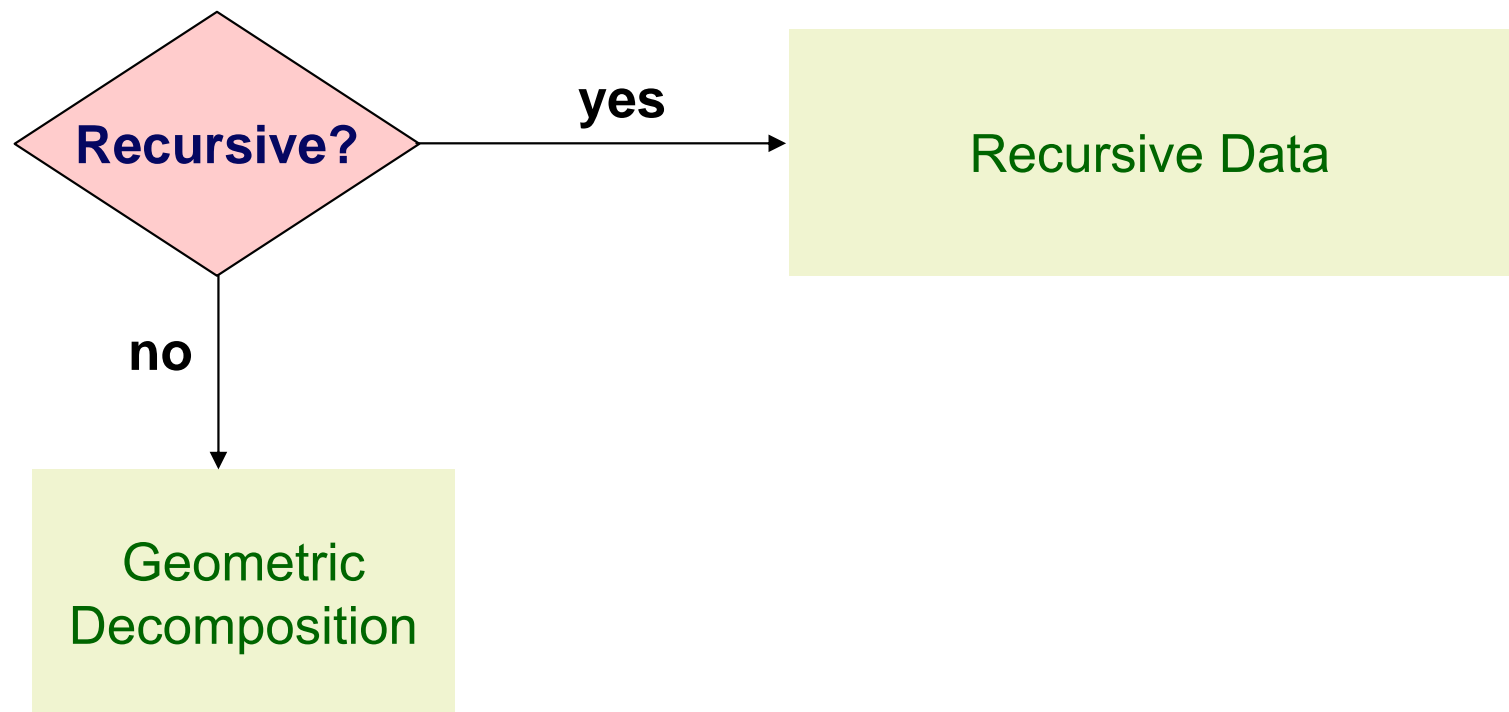 Recursive?
yes
Recursive Data
no
Geometric
Decomposition